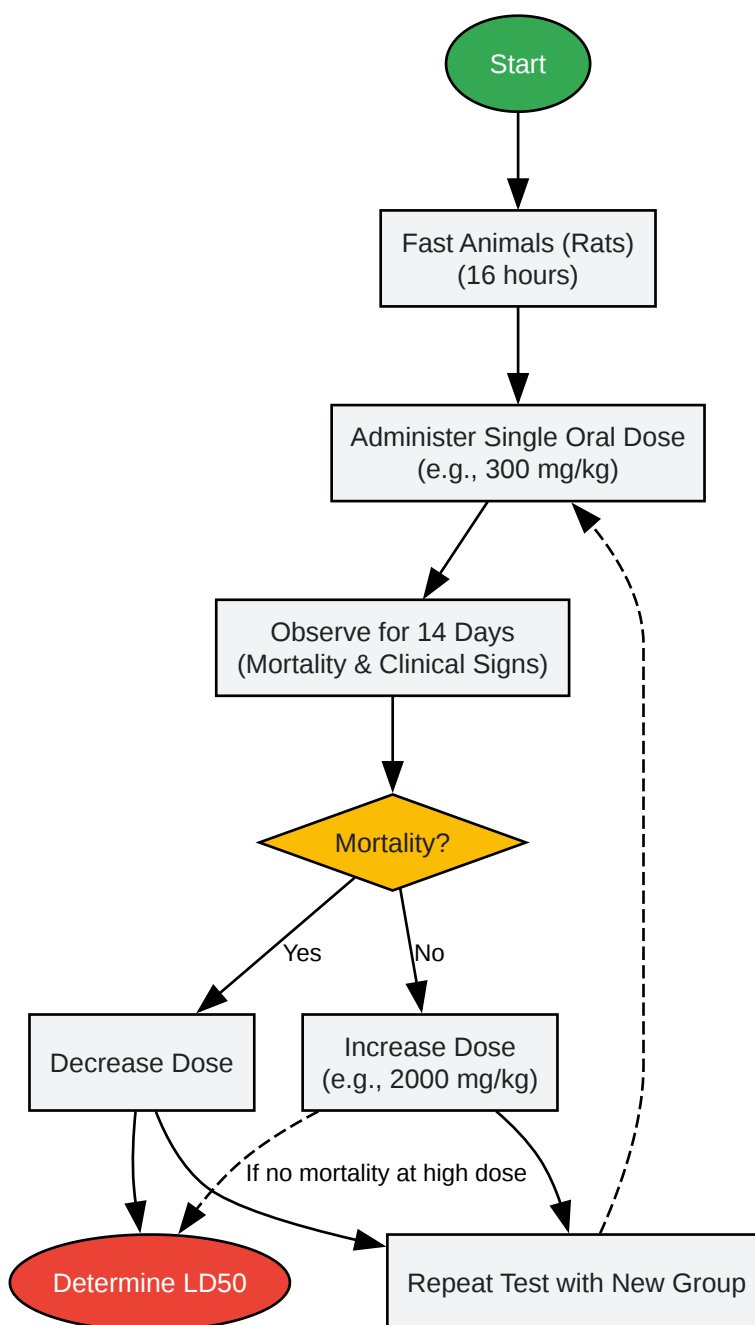 Start
Fast Animals (Rats)
(16 hours)
Administer Single Oral Dose
(e.g., 300 mg/kg)
Observe for 14 Days
(Mortality & Clinical Signs)
Mortality?
Yes
No
Decrease Dose
Increase Dose
(e.g., 2000 mg/kg)
If no mortality at high dose
Determine LD50
Repeat Test with New Group